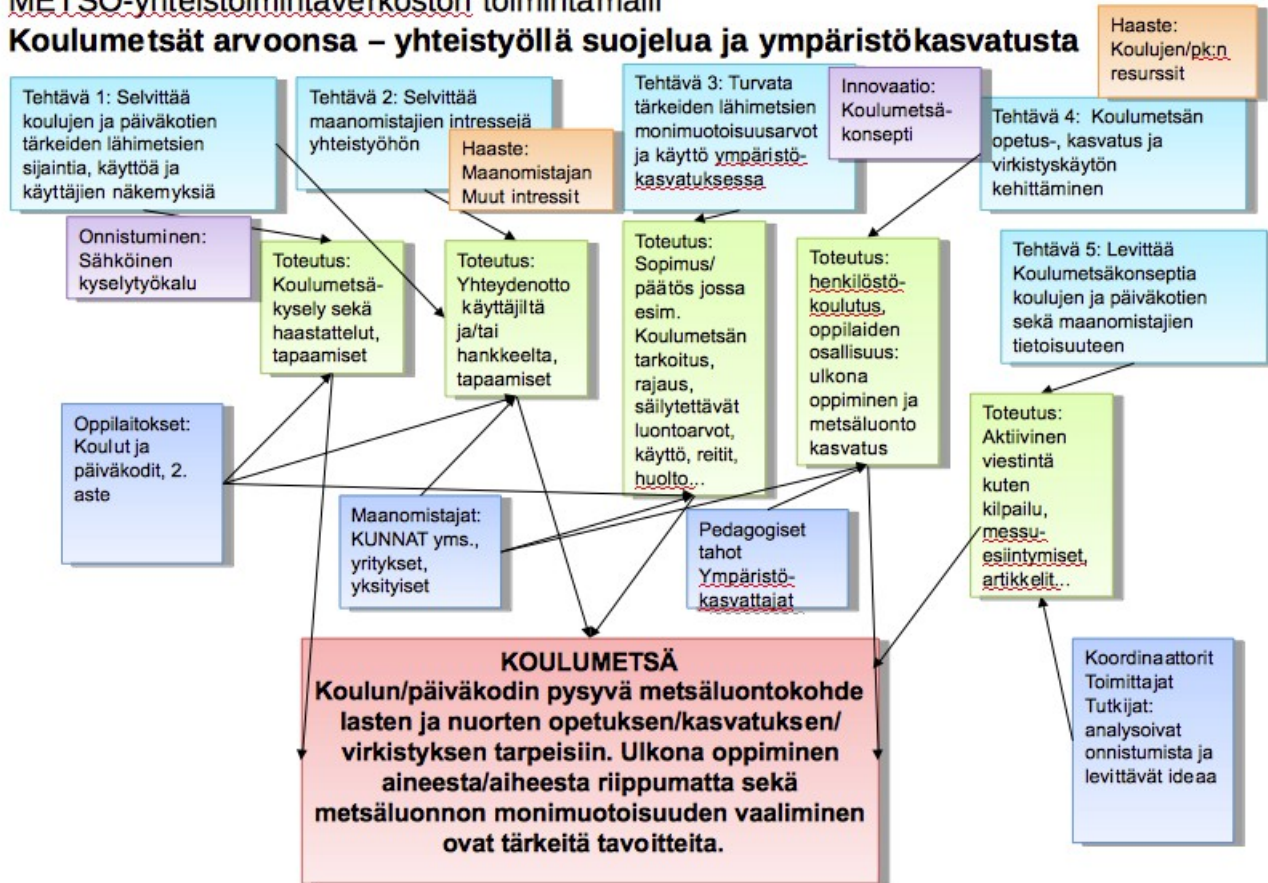 METSO-yhteistoimintaverkoston toimintamalli
Koulumetsät arvoonsa – yhteistyöllä suojelua ja ympäristökasvatusta
Haaste:
Koulujen/pk:n
resurssit
Tehtävä 1: Selvittää
koulujen ja päiväkotien
tärkeiden lähimetsien
sijaintia, käyttöä ja
käyttäjien näkemyksiä
Tehtävä 2: Selvittää
maanomistajien intressejä
yhteistyöhön
Haaste:
Maanomistajan
Muut intressit
Tehtävä 3: Turvata
tärkeiden lähimetsien
monimuotoisuusarvot
ja käyttö ympäristö-
kasvatuksessa
Innovaatio:
Koulumetsä-
konsepti
Tehtävä 4: Koulumetsän
opetus-, kasvatus ja
virkistyskäytön
kehittäminen
Onnistuminen:
Sähköinen
kyselytyökalu
Toteutus:
Koulumetsä-
kysely sekä
haastattelut,
tapaamiset
Toteutus:
Yhteydenotto
käyttäjiltä
ja/tai
hankkeelta,
tapaamiset
Toteutus:
Sopimus/
päätös jossa
esim.
Koulumetsän
tarkoitus,
rajaus,
säilytettävät
luontoarvot,
käyttö, reitit,
huolto...
Toteutus:
henkilöstö-
koulutus,
oppilaiden
osallisuus:
ulkona
oppiminen ja
metsäluonto
kasvatus
Tehtävä 5: Levittää
Koulumetsäkonseptia
koulujen ja päiväkotien
sekä maanomistajien
tietoisuuteen
Toteutus:
Aktiivinen
viestintä
kuten
kilpailu,
messu-
esiintymiset,
artikkelit...
Oppilaitokset:
Koulut ja
päiväkodit, 2.
aste
Maanomistajat:
KUNNAT yms.,
yritykset,
yksityiset
Pedagogiset
tahot
Ympäristö-
kasvattajat
Koordinaattorit
Toimittajat
Tutkijat:
analysoivat
onnistumista ja
levittävät ideaa
KOULUMETSÄ
Koulun/päiväkodin pysyvä metsäluontokohde
lasten ja nuorten opetuksen/kasvatuksen/
virkistyksen tarpeisiin. Ulkona oppiminen
aineesta/aiheesta riippumatta sekä
metsäluonnon monimuotoisuuden vaaliminen
ovat tärkeitä tavoitteita.